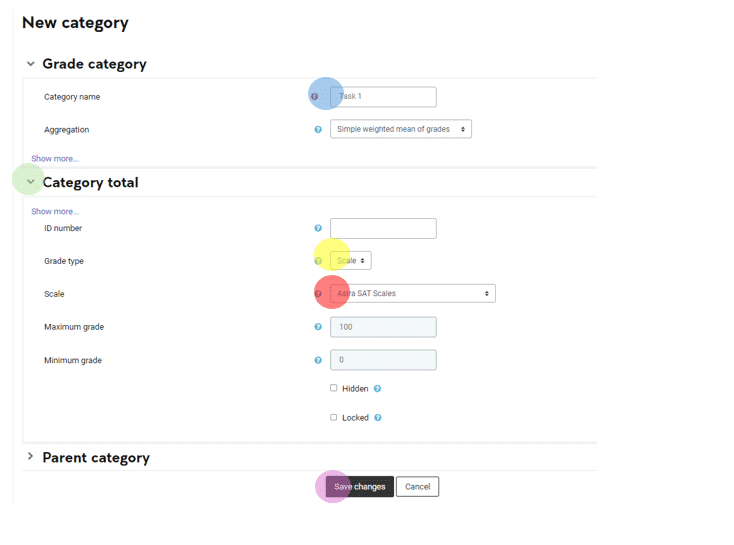 New category
Grade category
Category name Task 1
Aggregation Simple weighted mean of grades
Show more...
Category total
Show more...
ID number
Grade type Scale
Scale Asira SAT Scales
Maximum grade 100
Minimum grade 0
Hidden
Locked
Parent category
Save changes Cancel